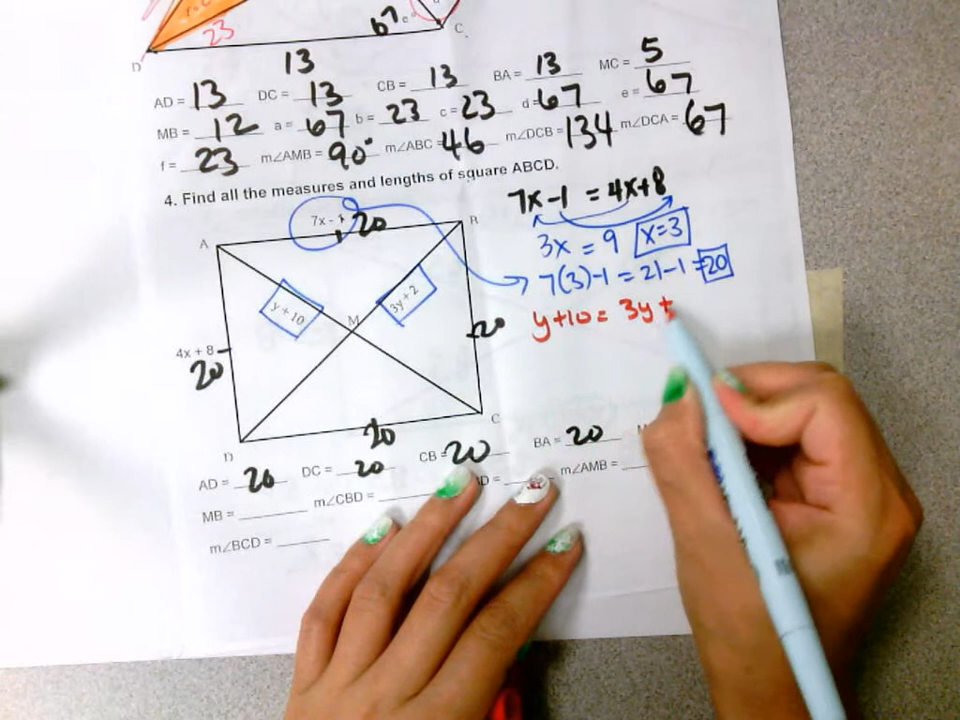 23
67
c
C
D
13
AD = 13 DC = 13 CB = 13 BA = 13 MC = 5
MB = 12 a = 67 b = 23 c = 23 d = 67 e = 67
f = 23 m∠AMB = 90° m∠ABC = 46 m∠DCB = 134 m∠DCA = 67
4. Find all the measures and lengths of square ABCD.
7x - 1 = 4x + 8
7x - 1 20
A B
3x = 9 x = 3
7(3) - 1 = 21 - 1 = 20
y + 10 3y + 2
y + 10 = 3y +
M
20
4x + 8
20
20
D C
AD = 20 DC = 20 CB = 20 BA = 20
MB = m∠CBD = m∠AMB =
m∠BCD =